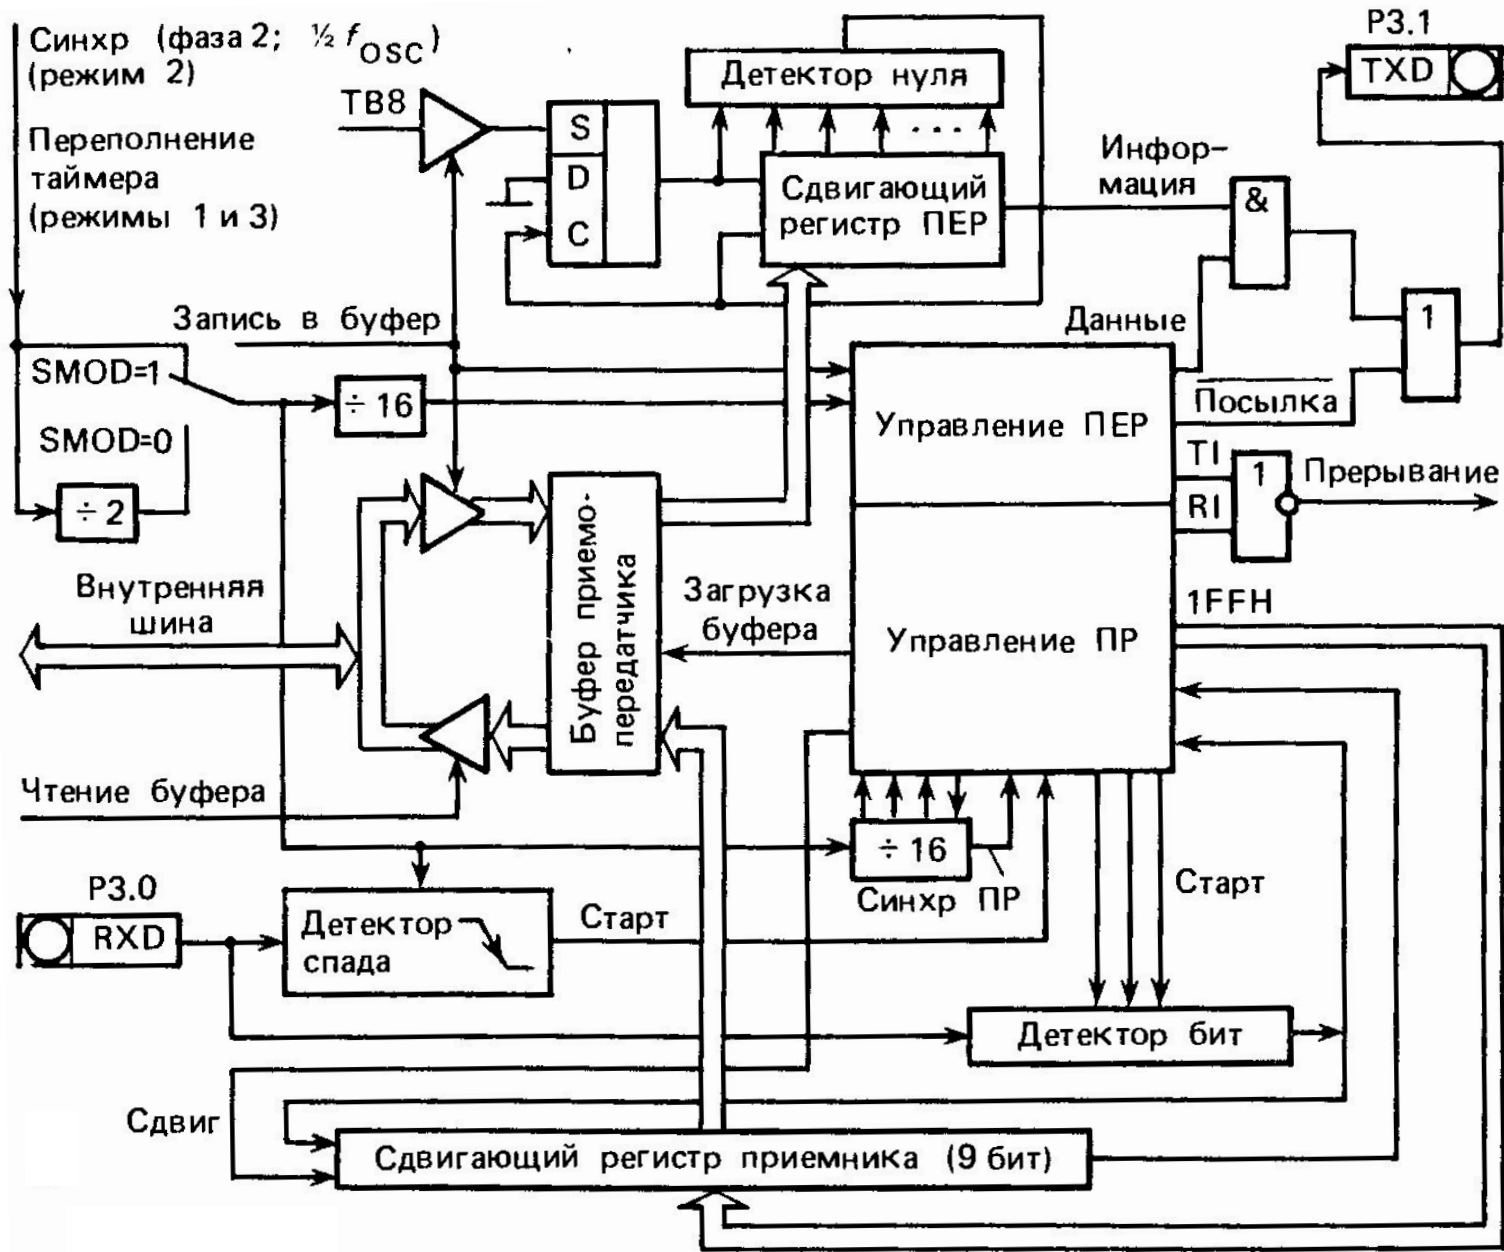 Синхр (фаза 2; ½ fOSC)
(режим 2)
Переполнение
таймера
(режимы 1 и 3)
TB8
S
D
C
Детектор нуля
Сдвигающий
регистр ПЕР
Инфор-
мация
P3.1
TXD
&
1
Запись в буфер
SMOD=1
÷ 16
SMOD=0
÷ 2
Данные
Посылка
Управление ПЕР
TI
RI
1
Прерывание
Внутренняя
шина
Буфер приемо-
передатчика
Загрузка
буфера
Управление ПР
1FFH
Чтение буфера
÷ 16
Синхр ПР
Старт
P3.0
RXD
Детектор
спада
Старт
Детектор бит
Сдвиг
Сдвигающий регистр приемника (9 бит)